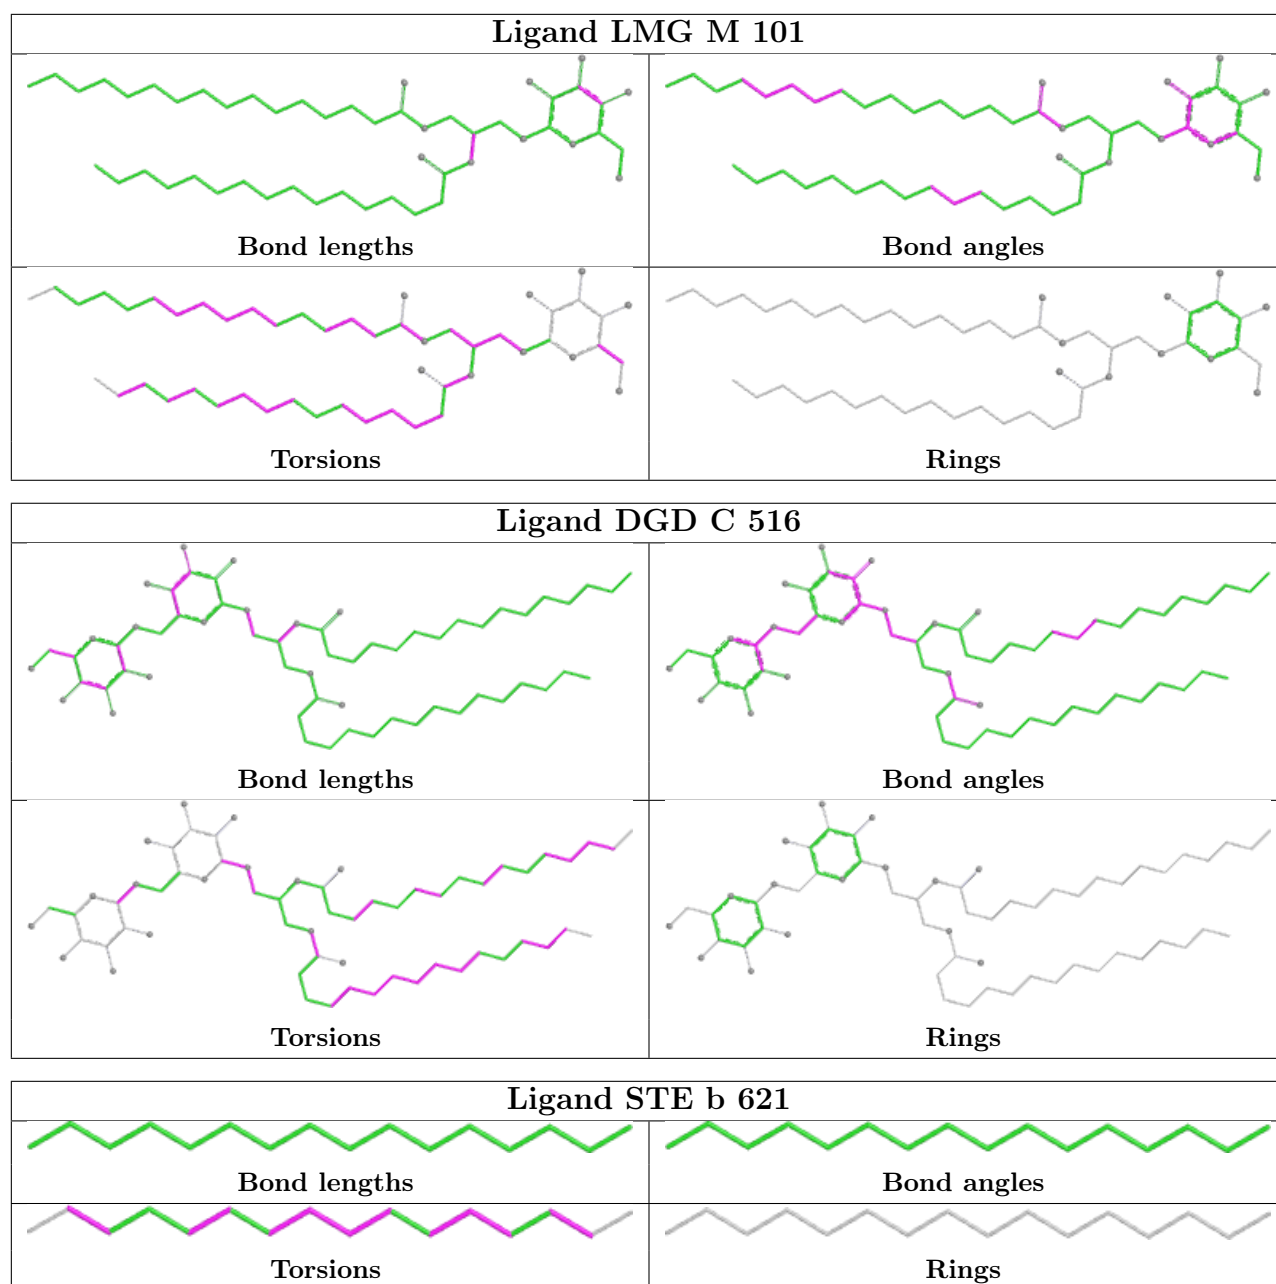 Ligand LMG M 101
Bond lengths
Bond angles
Torsions
Rings
Ligand DGD C 516
Bond lengths
Bond angles
Torsions
Rings
Ligand STE b 621
Bond lengths
Bond angles
Torsions
Rings